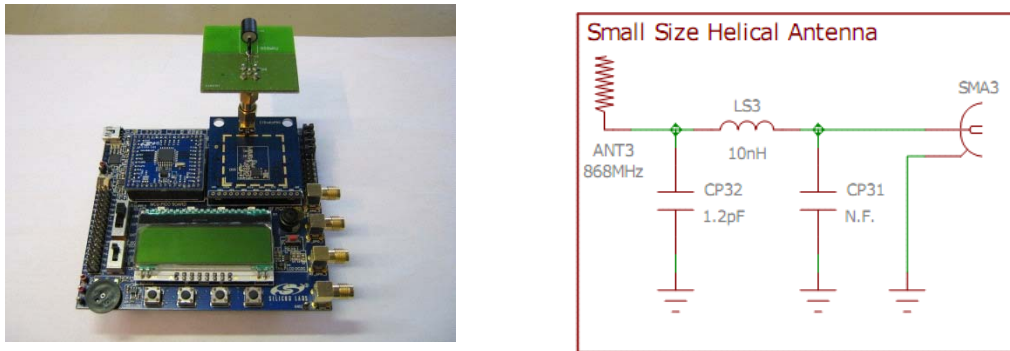 SILICON LABS
Small Size Helical Antenna
SMA3
LS3
ANT3
10nH
868MHz
CP32
CP31
1.2pF
N.F.